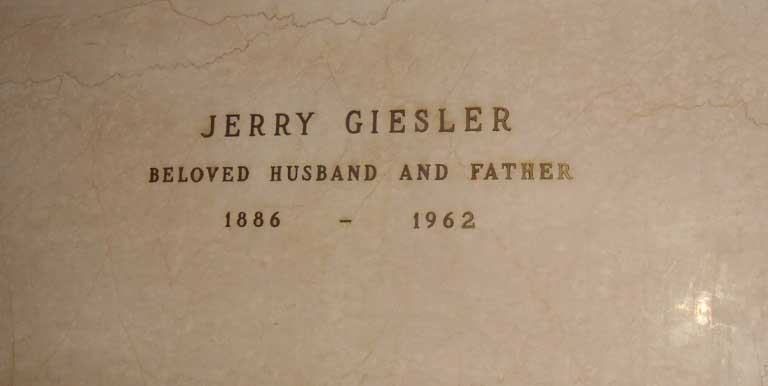 JERRY GIESLER
BELOVED HUSBAND AND FATHER
1886 - 1962